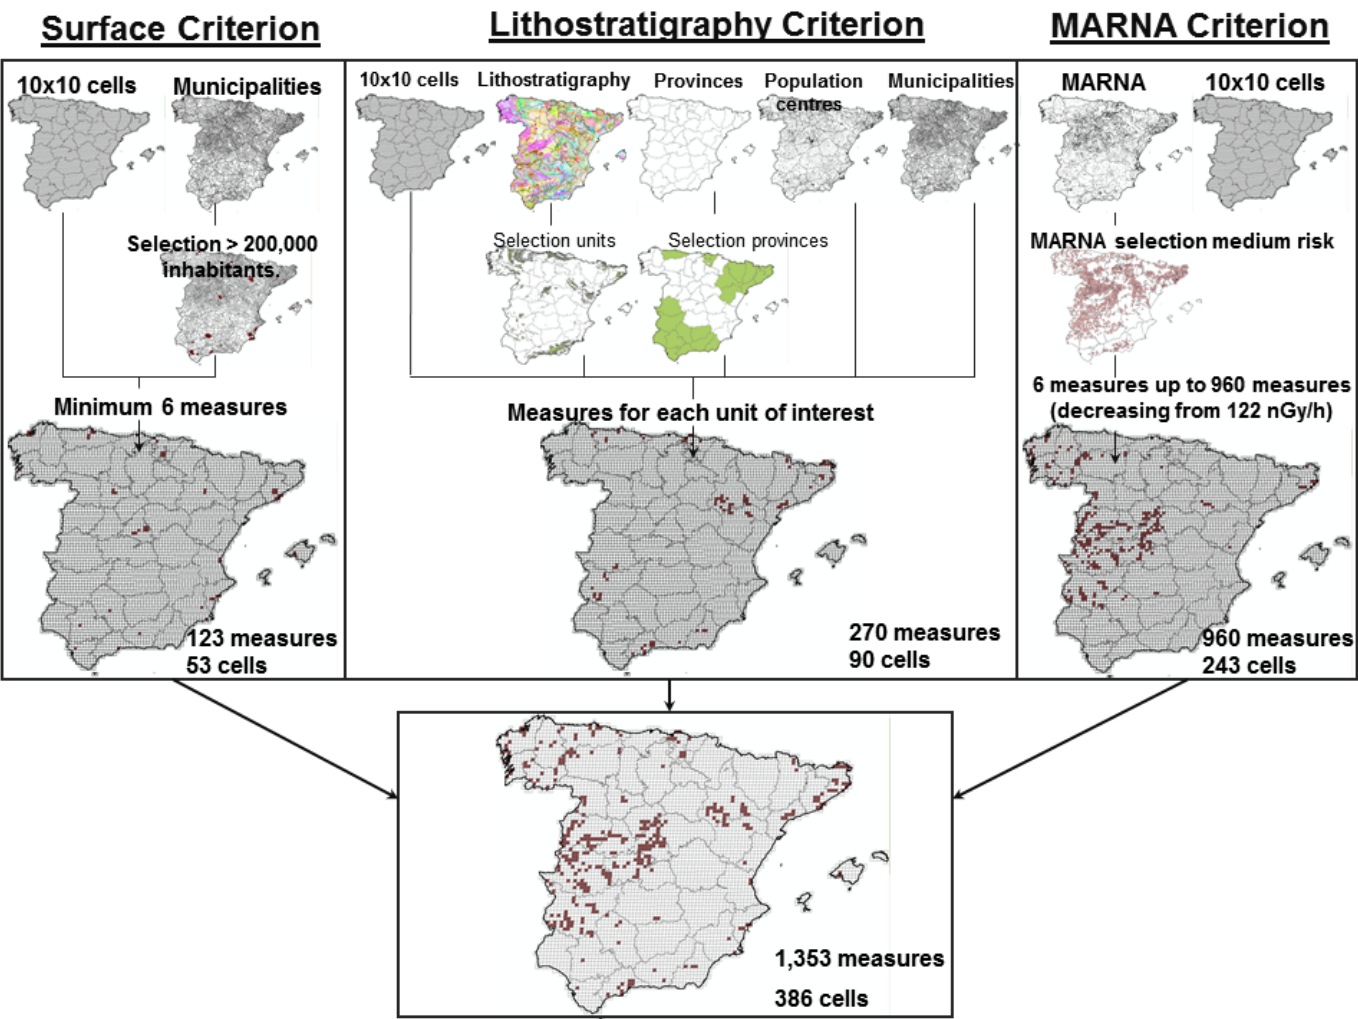 Surface Criterion
Lithostratigraphy Criterion
MARNA Criterion
10x10 cells
Municipalities
Selection > 200,000
inhabitants.
Minimum 6 measures
123 measures
53 cells
10x10 cells
Lithostratigraphy
Provinces
Population
centres
Municipalities
Selection units
Selection provinces
Measures for each unit of interest
270 measures
90 cells
MARNA
10x10 cells
MARNA selection medium risk
6 measures up to 960 measures
(decreasing from 122 nGy/h)
960 measures
243 cells
1,353 measures
386 cells